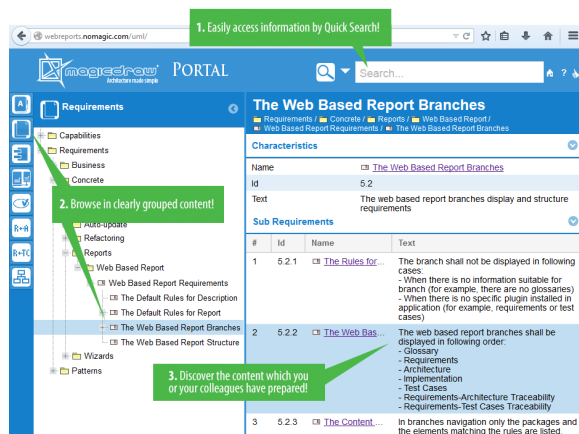 1. Easily access information by Quick Search!
webreports.nomagic.com/uml/
magicdraw
Architecture made simple
PORTAL
Search...
?
A
R+A
R+TC
Requirements
Capabilities
Requirements
Business
Concrete
2. Browse in clearly grouped content!
Auto-update
Refactoring
Reports
Web Based Report
Web Based Report Requirements
The Default Rules for Description
The Default Rules for Report
The Web Based Report Branches
The Web Based Report Structure
Wizards
Patterns
3. Discover the content which you
or your colleagues have prepared!
The Web Based Report Branches
Requirements / Concrete / Reports / Web Based Report /
Web Based Report Requirements / The Web Based Report Branches
Characteristics
Name The Web Based Report Branches
Id 5.2
Text The web based report branches display and structure
requirements
Sub Requirements
# Id Name Text
1 5.2.1 The Rules for... The branch shall not be displayed in following
cases:
- When there is no information suitable for
branch (for example, there are no glossaries)
- When there is no specific plugin installed in
application (for example, requirements or test
cases)
2 5.2.2 The Web Bas... The web based report branches shall be
displayed in following order:
- Glossary
- Requirements
- Architecture
- Implementation
- Test Cases
- Requirements-Architecture Traceability
- Requirements-Test Cases Traceability
3 5.2.3 The Content ... In branches navigation only the packages and
the elements matching the rules are listed.